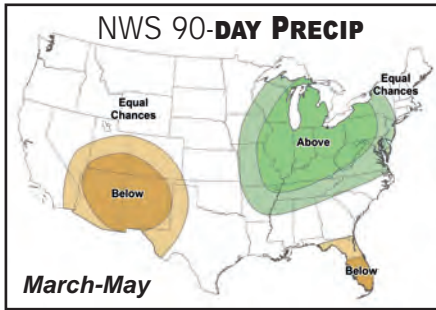 NWS 90-DAY PRECIP
Equal
Chances
Equal
Chances
Above
Below
Below
March-May